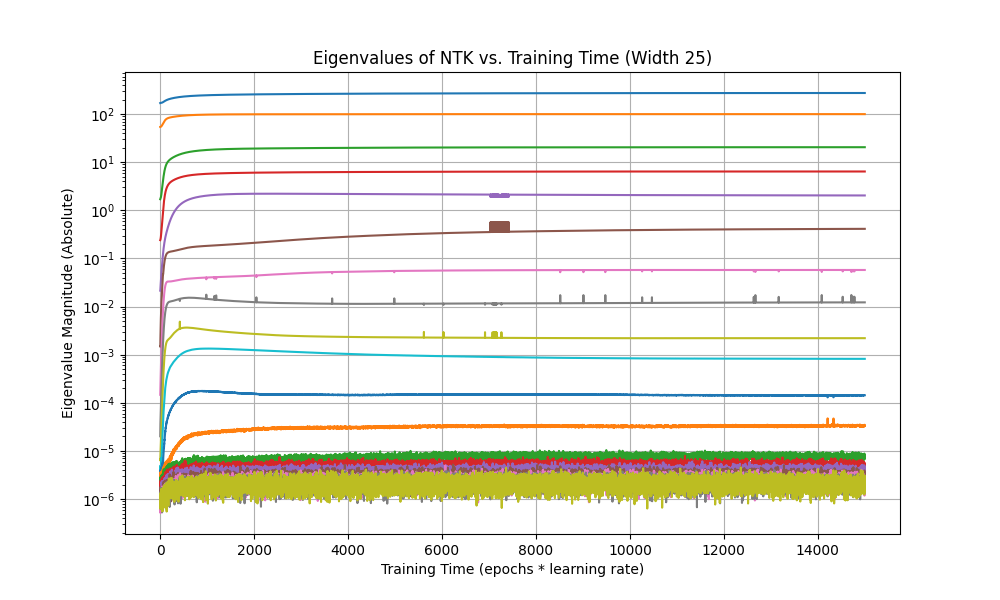 Eigenvalues of NTK vs. Training Time (Width 25)
Eigenvalue Magnitude (Absolute)
10²
10¹
10⁰
10⁻¹
10⁻²
10⁻³
10⁻⁴
10⁻⁵
10⁻⁶
0 2000 4000 6000 8000 10000 12000 14000
Training Time (epochs * learning rate)